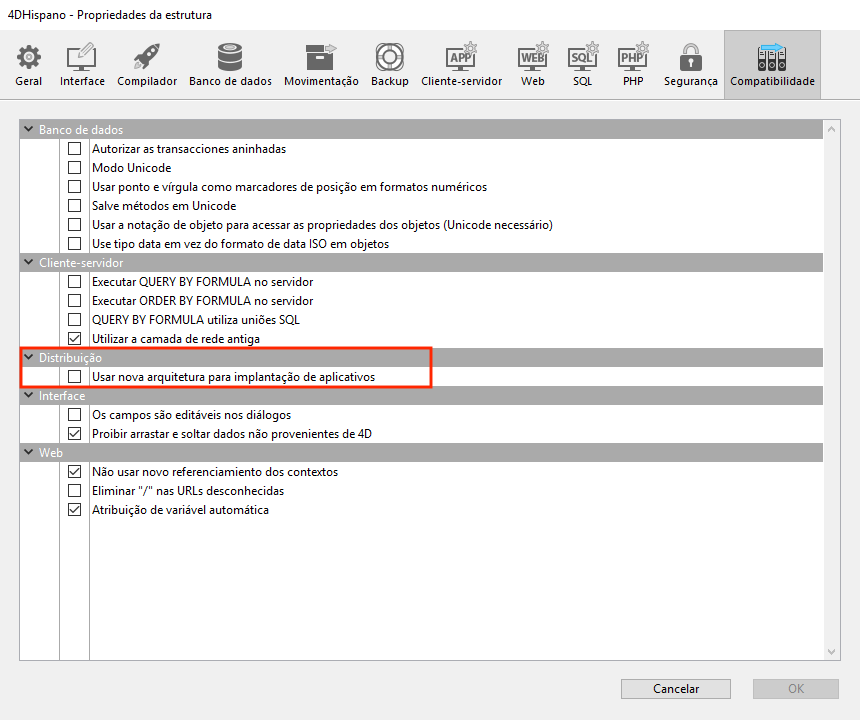 4DHispano - Propriedades da estrutura
APP WEB SQL PHP
Geral Interface Compilador Banco de dados Movimentação Backup Cliente-servidor Web SQL PHP Segurança Compatibilidade
Banco de dados
Autorizar as transacciones aninhadas
Modo Unicode
Usar ponto e vírgula como marcadores de posição em formatos numéricos
Salve métodos em Unicode
Usar a notação de objeto para acessar as propriedades dos objetos (Unicode necessário)
Use tipo data em vez do formato de data ISO em objetos
Cliente-servidor
Executar QUERY BY FORMULA no servidor
Executar ORDER BY FORMULA no servidor
QUERY BY FORMULA utiliza uniões SQL
Utilizar a camada de rede antiga
Distribuição
Usar nova arquitetura para implantação de aplicativos
Interface
Os campos são editáveis nos diálogos
Proibir arrastar e soltar dados não provenientes de 4D
Web
Não usar novo referenciamento dos contextos
Eliminar "/" nas URLs desconhecidas
Atribuição de variável automática
Cancelar OK